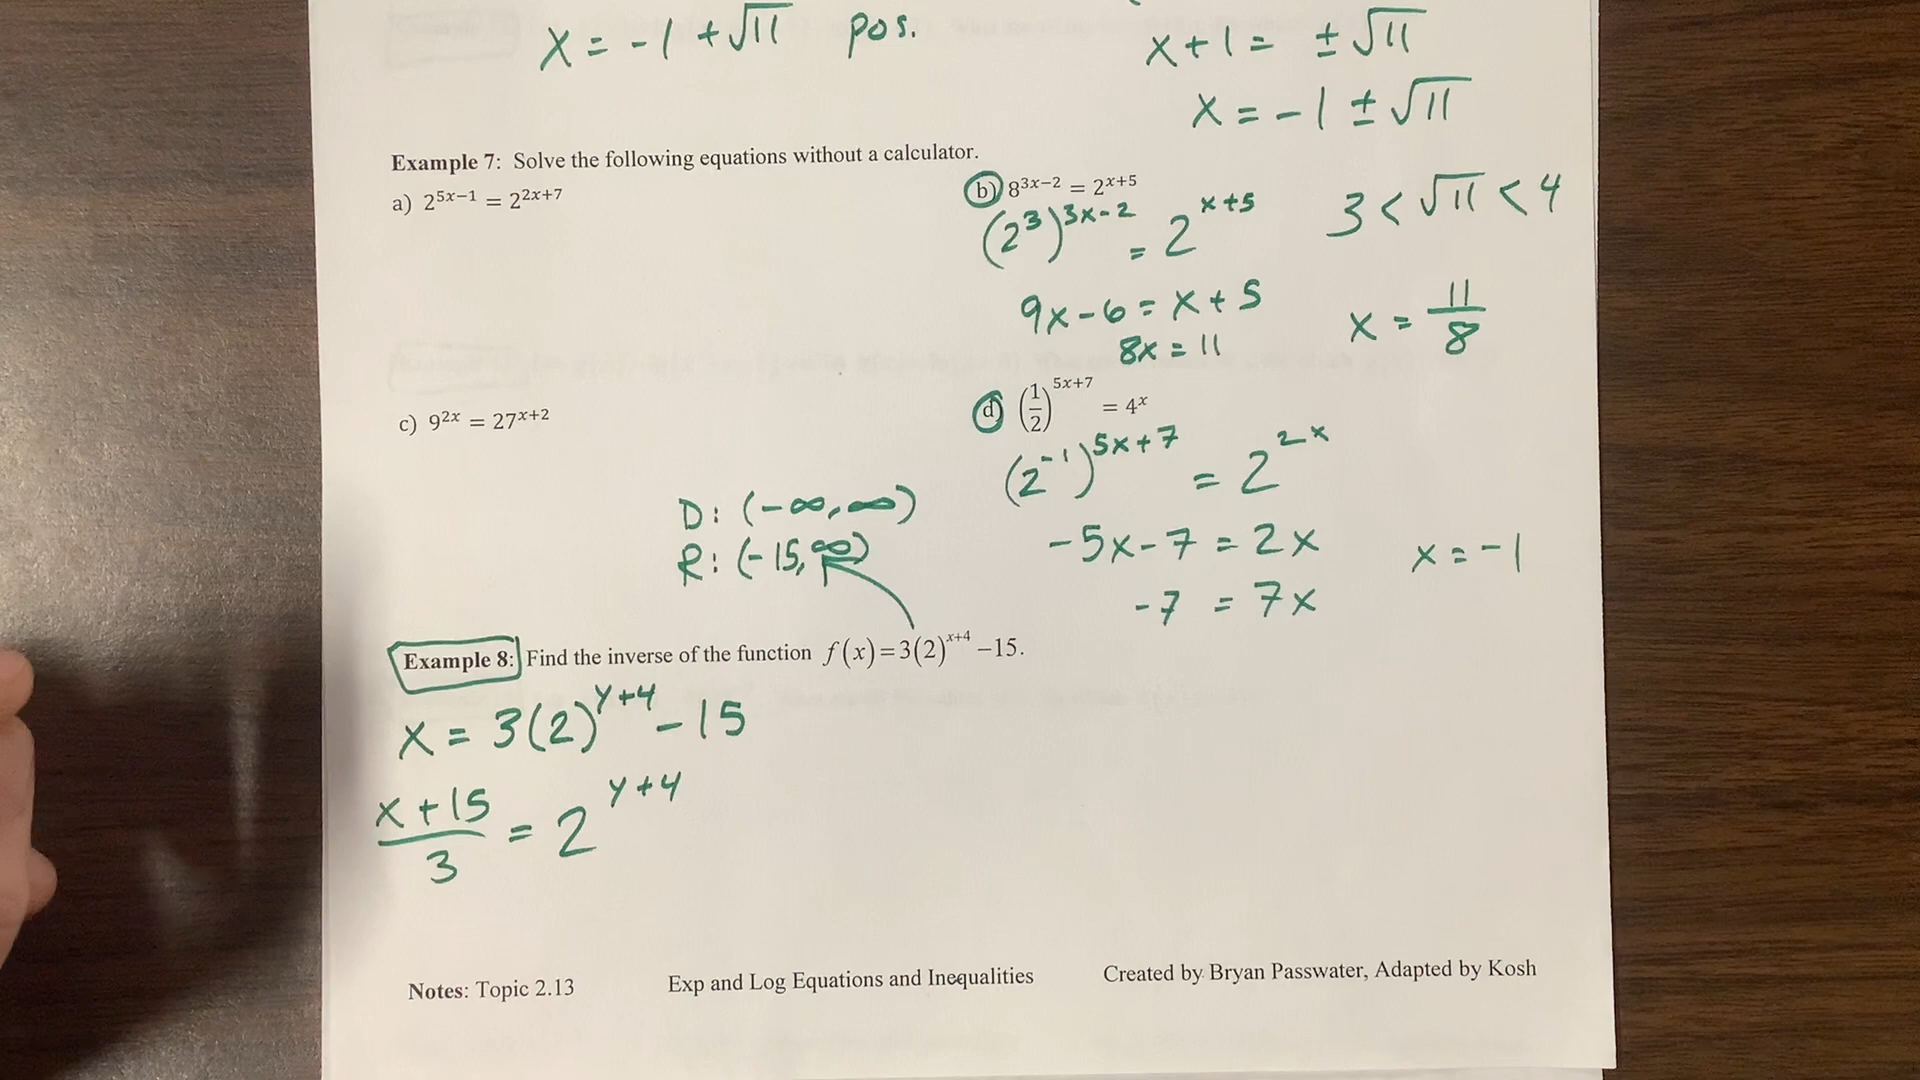 x = -1 + √11 pos.
x + 1 = ± √11
x = -1 ± √11
Example 7: Solve the following equations without a calculator.
a) 2^{5x−1} = 2^{2x+7}
b) 8^{3x−2} = 2^{x+5}
(2^3)^{3x-2} = 2^{x+5}
3 < √11 < 4
9x - 6 = x + 5
8x = 11
x = 11/8
c) 9^{2x} = 27^{x+2}
d) (1/2)^{5x+7} = 4^x
(2^{-1})^{5x+7} = 2^{2x}
-5x - 7 = 2x
-7 = 7x
x = -1
D: (-∞, ∞)
R: (-15, ∞)
Example 8: Find the inverse of the function f(x) = 3(2)^{x+4} − 15.
x = 3(2)^{y+4} - 15
(x + 15)/3 = 2^{y+4}
Notes: Topic 2.13 Exp and Log Equations and Inequalities Created by Bryan Passwater, Adapted by Kosh